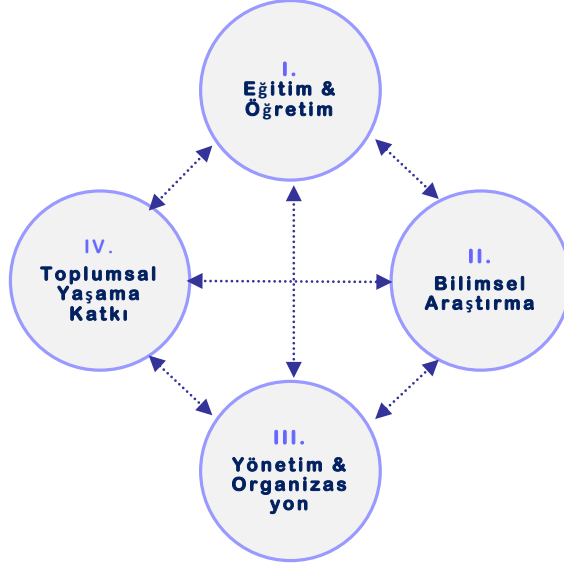 I.
Eğitim &
Öğretim
IV.
Toplumsal
Yaşama
Katkı
II.
Bilimsel
Araştırma
III.
Yönetim &
Organizas
yon